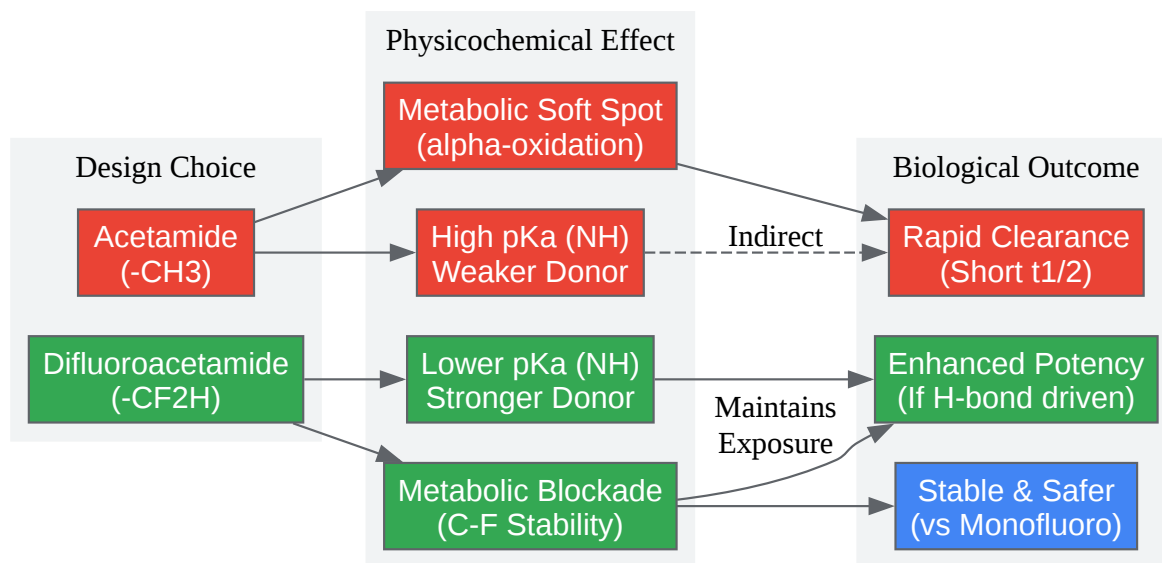 Design Choice
Acetamide
(-CH3)
Difluoroacetamide
(-CF2H)
Physicochemical Effect
Metabolic Soft Spot
(alpha-oxidation)
High pKa (NH)
Weaker Donor
Lower pKa (NH)
Stronger Donor
Metabolic Blockade
(C-F Stability)
Indirect
Maintains
Exposure
Biological Outcome
Rapid Clearance
(Short t1/2)
Enhanced Potency
(If H-bond driven)
Stable & Safer
(vs Monofluoro)